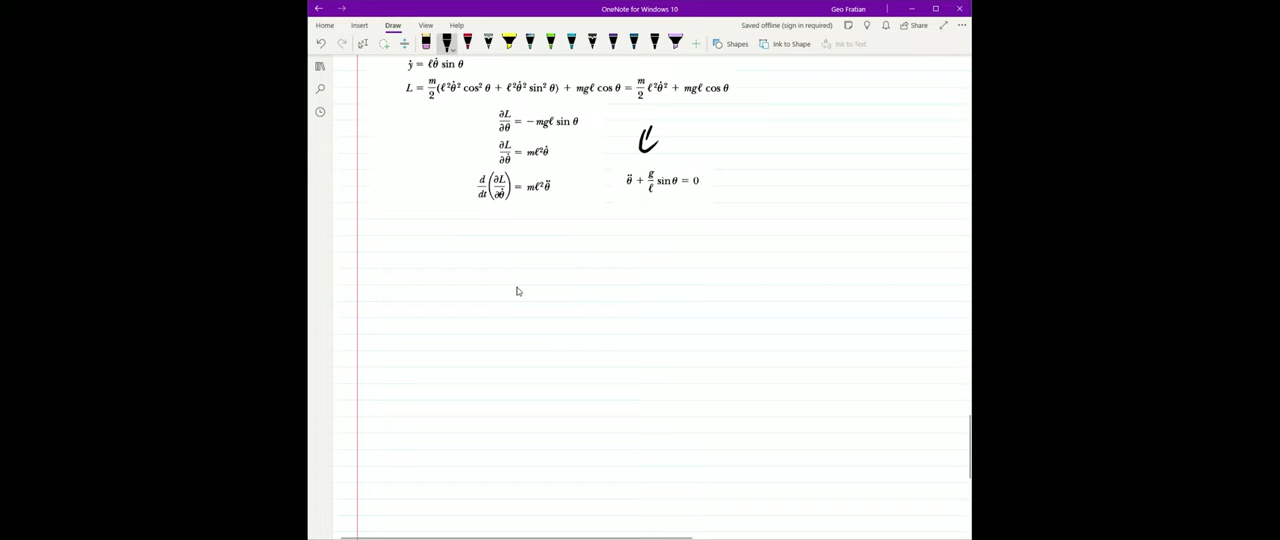 OneNote for Windows 10
Geo Fratian
Home Insert Draw View Help
Saved offline (sign in required)
Share
Shapes
Ink to Shape
Ink to Text
ẏ = ℓθ̇ sin θ
L = m/2 (ℓ²θ̇² cos² θ + ℓ²θ̇² sin² θ) + mgℓ cos θ = m/2 ℓ²θ̇² + mgℓ cos θ
∂L/∂θ = − mgℓ sin θ
∂L/∂θ̇ = mℓ²θ̇
d/dt (∂L/∂θ̇) = mℓ²θ̈
θ̈ + g/ℓ sin θ = 0